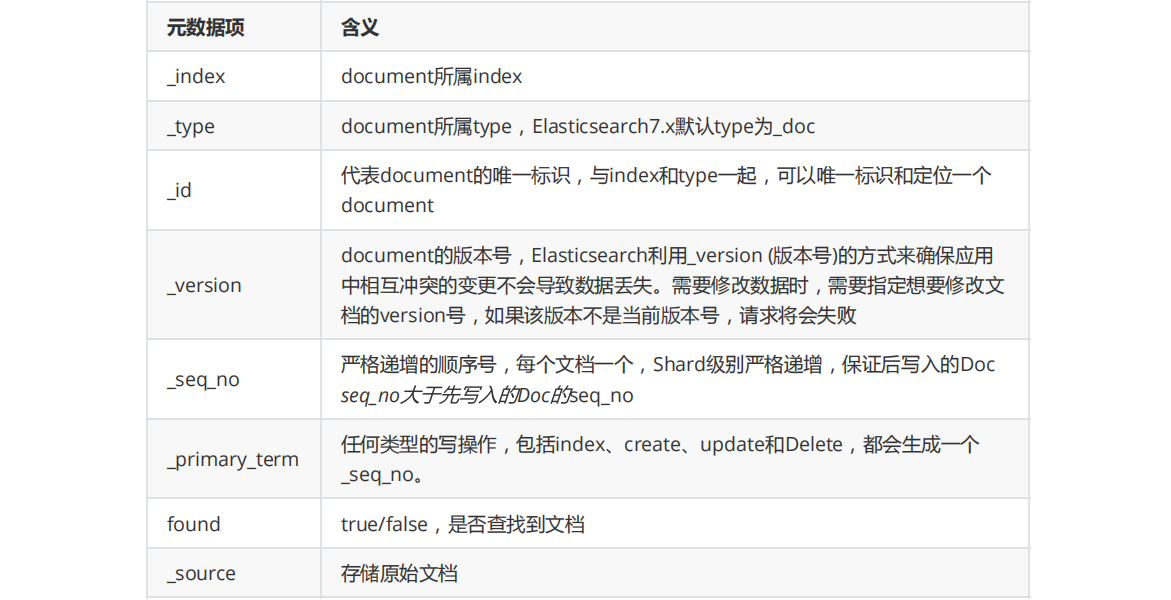 元数据项 含义
_index document所属index
_type document所属type，Elasticsearch7.x默认type为_doc
_id 代表document的唯一标识，与index和type一起，可以唯一标识和定位一个
document
_version document的版本号，Elasticsearch利用_version (版本号)的方式来确保应用
中相互冲突的变更不会导致数据丢失。需要修改数据时，需要指定想要修改文
档的version号，如果该版本不是当前版本号，请求将会失败
_seq_no 严格递增的顺序号，每个文档一个，Shard级别严格递增，保证后写入的Doc
seq_no大于先写入的Doc的seq_no
_primary_term 任何类型的写操作，包括index、create、update和Delete，都会生成一个
_seq_no。
found true/false，是否查找到文档
_source 存储原始文档